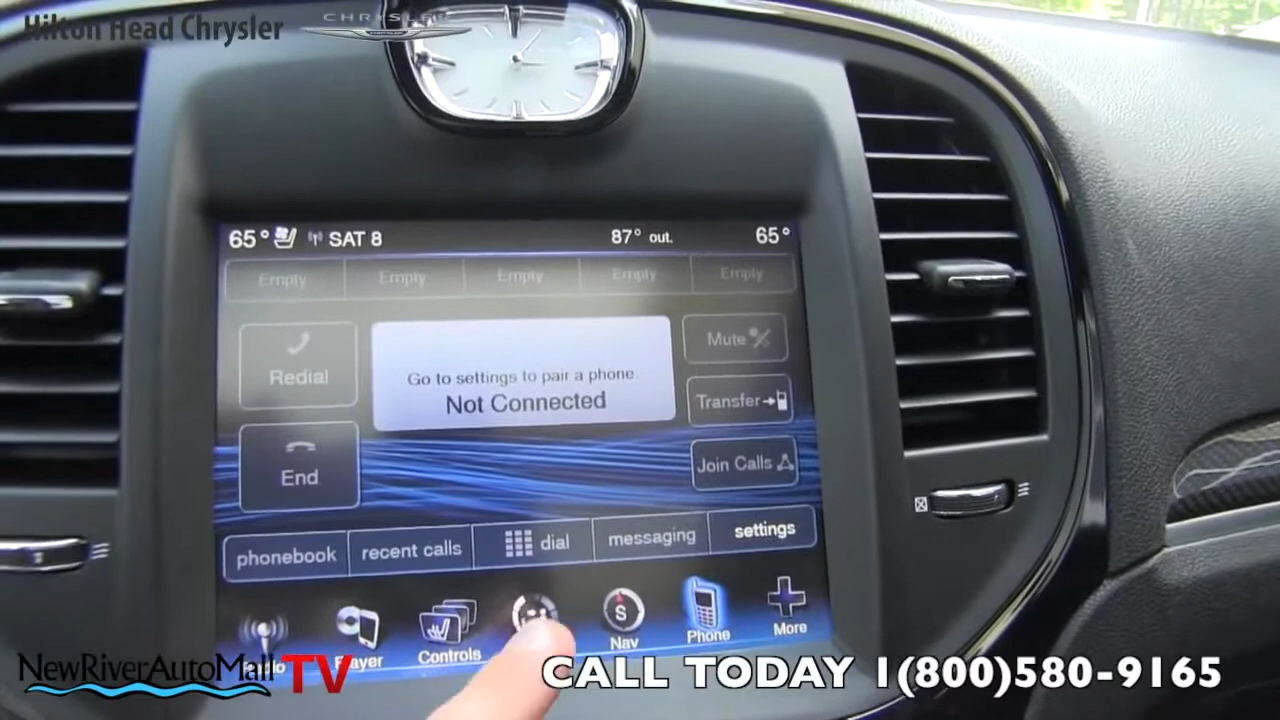 Hilton Head Chrysler
CHRYSLER
65° SAT 8 87° out. 65°
Empty Empty Empty Empty Empty
Redial
Go to settings to pair a phone.
Not Connected
Mute
Transfer
End
Join Calls
phonebook recent calls dial messaging settings
Player Controls S Nav Phone More
NewRiverAutoMall TV
CALL TODAY 1(800)580-9165